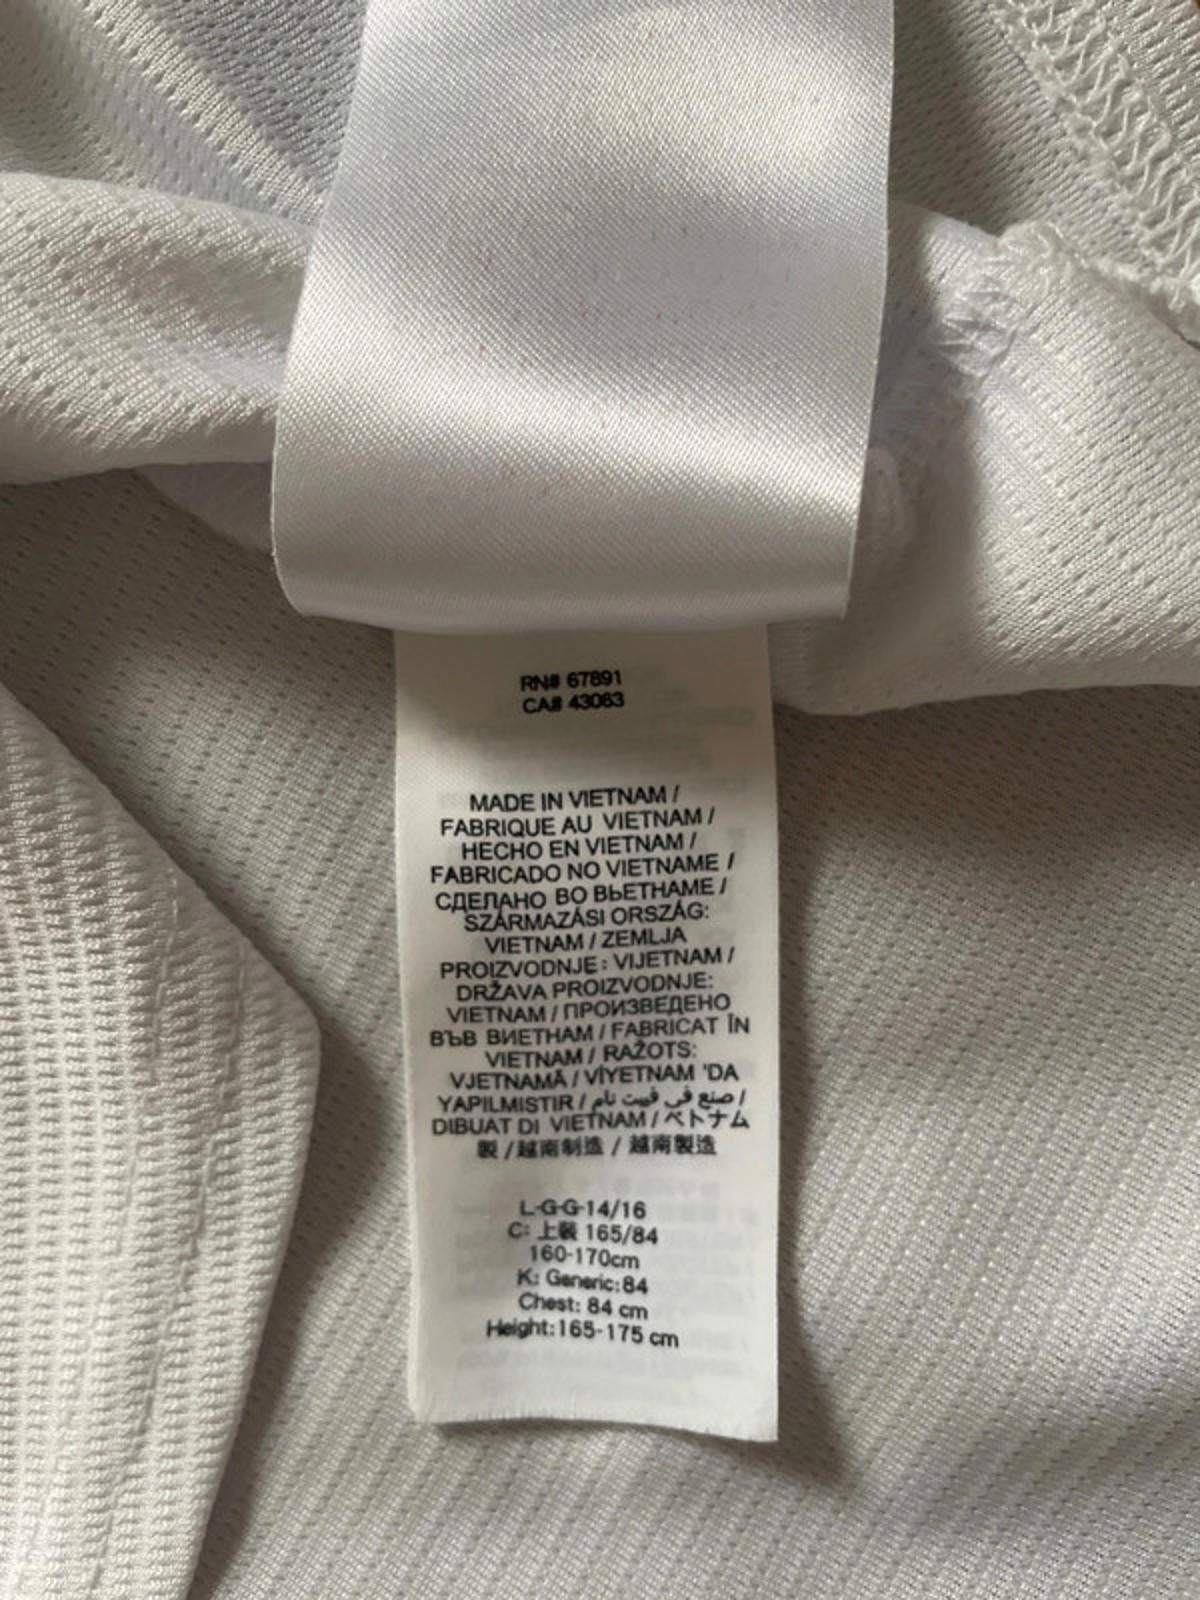 RN# 67891
CA# 43063
MADE IN VIETNAM /
FABRIQUE AU VIETNAM /
HECHO EN VIETNAM /
FABRICADO NO VIETNAME /
СДЕЛАНО ВО ВЬЕТНАМЕ /
SZÁRMAZÁSI ORSZÁG:
VIETNAM / ZEMLJA
PROIZVODNJE: VIJETNAM /
DRŽAVA PROIZVODNJE:
VIETNAM / ПРОИЗВЕДЕНО
ВЪВ ВИЕТНАМ / FABRICAT ÎN
VIETNAM / RAŽOTS:
VJETNAMĀ / VİYETNAM 'DA
YAPILMISTIR / صنع في فييت نام /
DIBUAT DI VIETNAM / ベトナム
製 / 越南制造 / 越南製造
L-G-G-14/16
C: 上裝 165/84
160-170cm
K: Generic:84
Chest: 84 cm
Height:165-175 cm